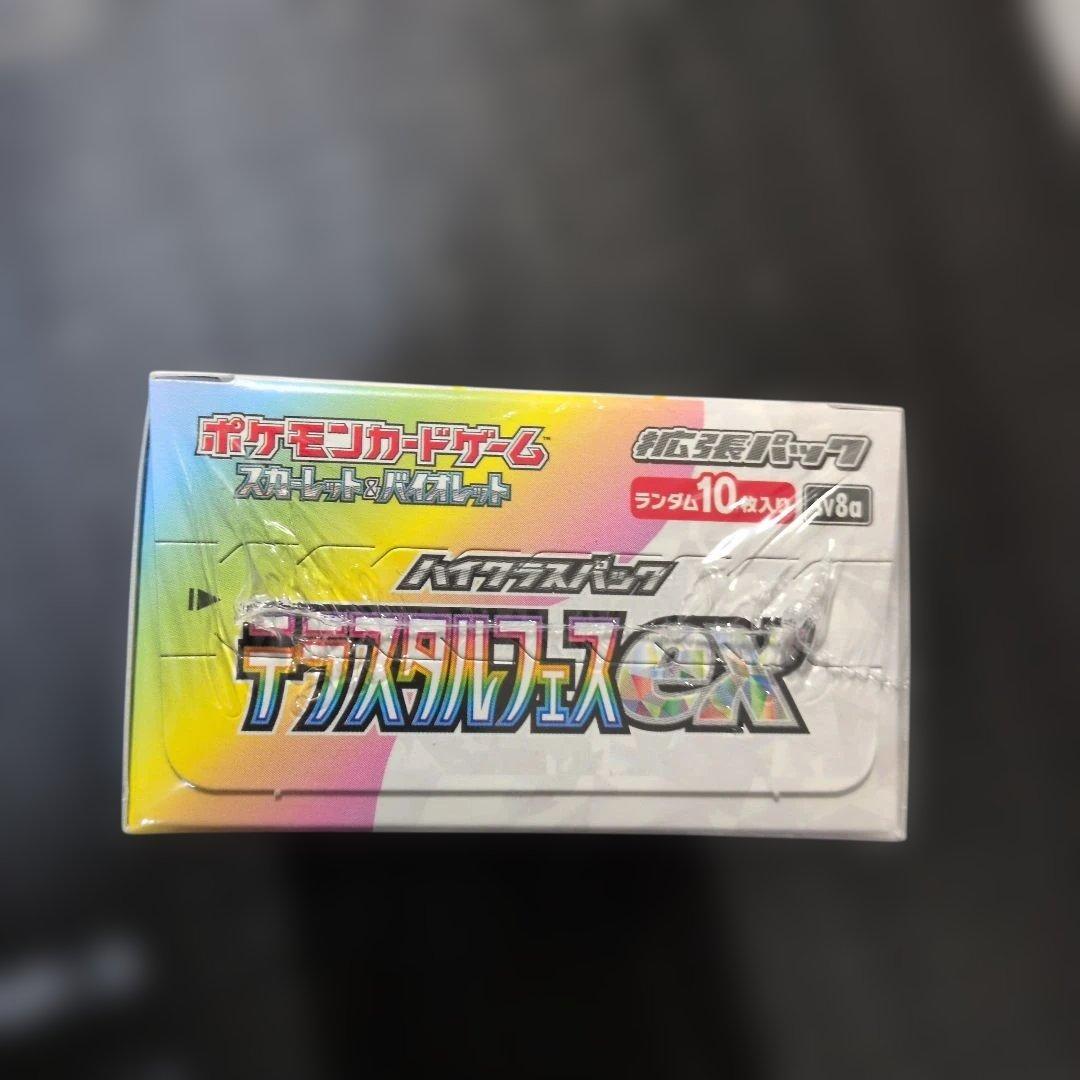 ポケモンカードゲーム™
スカーレット&バイオレット
拡張パック
ランダム10枚入り SV8a
ハイクラスパック
テラスタルフェスex